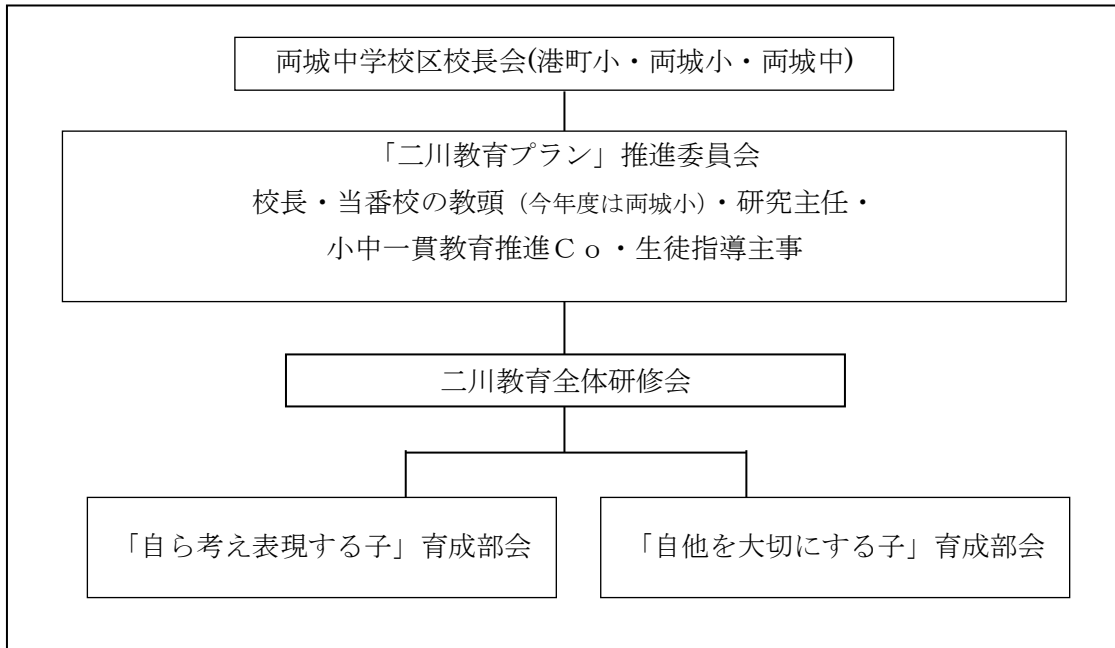 両城中学校区校長会(港町小・両城小・両城中)
「二川教育プラン」推進委員会
校長・当番校の教頭（今年度は両城小）・研究主任・
小中一貫教育推進Ｃｏ・生徒指導主事
二川教育全体研修会
「自ら考え表現する子」育成部会
「自他を大切にする子」育成部会